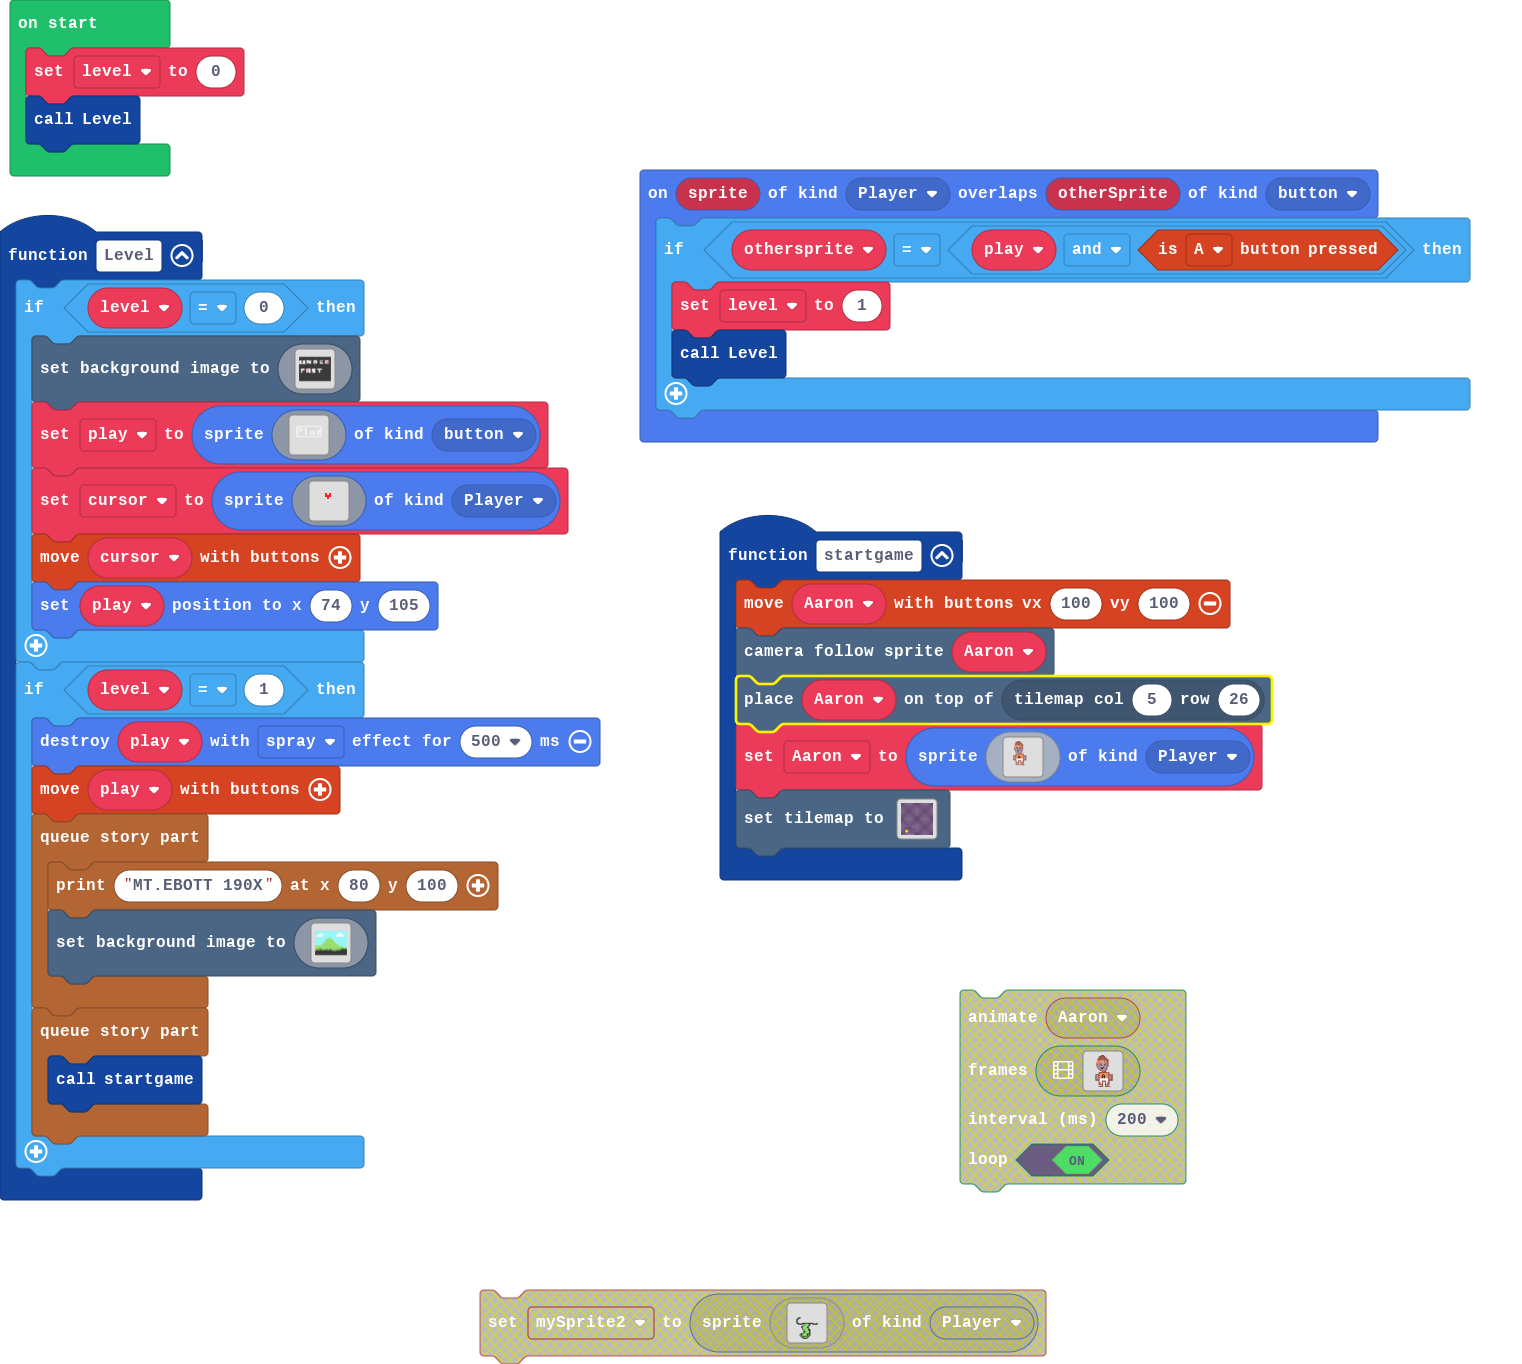 on start
set level to 0
call Level
on sprite of kind Player overlaps otherSprite of kind button
if othersprite = play and is A button pressed then
set level to 1
call Level
function Level
if level = 0 then
set background image to UNDER FAST
set play to sprite Play of kind button
set cursor to sprite of kind Player
move cursor with buttons
set play position to x 74 y 105
if level = 1 then
destroy play with spray effect for 500 ms
move play with buttons
queue story part
print "MT.EBOTT 190X" at x 80 y 100
set background image to
queue story part
call startgame
function startgame
move Aaron with buttons vx 100 vy 100
camera follow sprite Aaron
place Aaron on top of tilemap col 5 row 26
set Aaron to sprite of kind Player
set tilemap to
animate Aaron
frames
interval (ms) 200
loop ON
set mySprite2 to sprite of kind Player